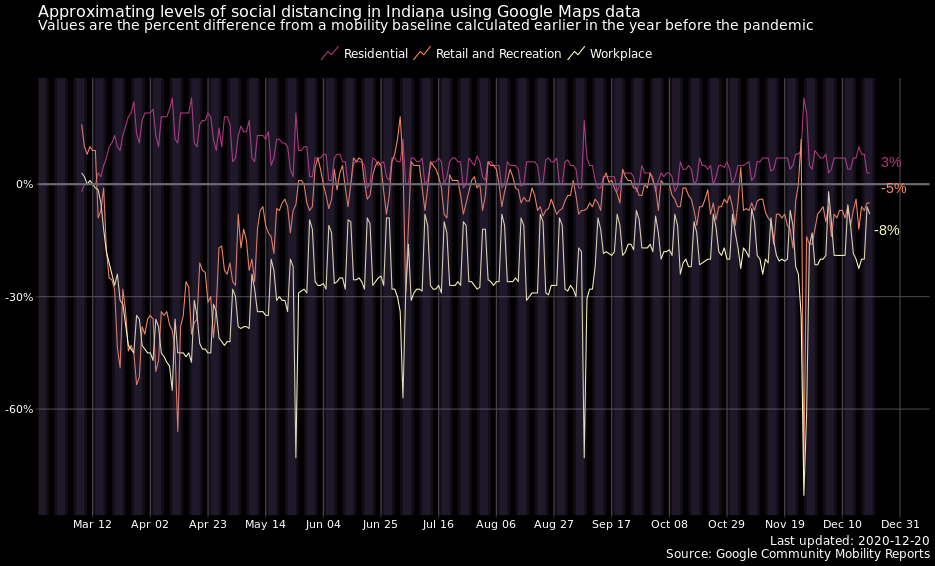 Approximating levels of social distancing in Indiana using Google Maps data
Values are the percent difference from a mobility baseline calculated earlier in the year before the pandemic
Residential Retail and Recreation Workplace
3%
0%
-5%
-8%
-30%
-60%
Mar 12 Apr 02 Apr 23 May 14 Jun 04 Jun 25 Jul 16 Aug 06 Aug 27 Sep 17 Oct 08 Oct 29 Nov 19 Dec 10 Dec 31
Last updated: 2020-12-20
Source: Google Community Mobility Reports